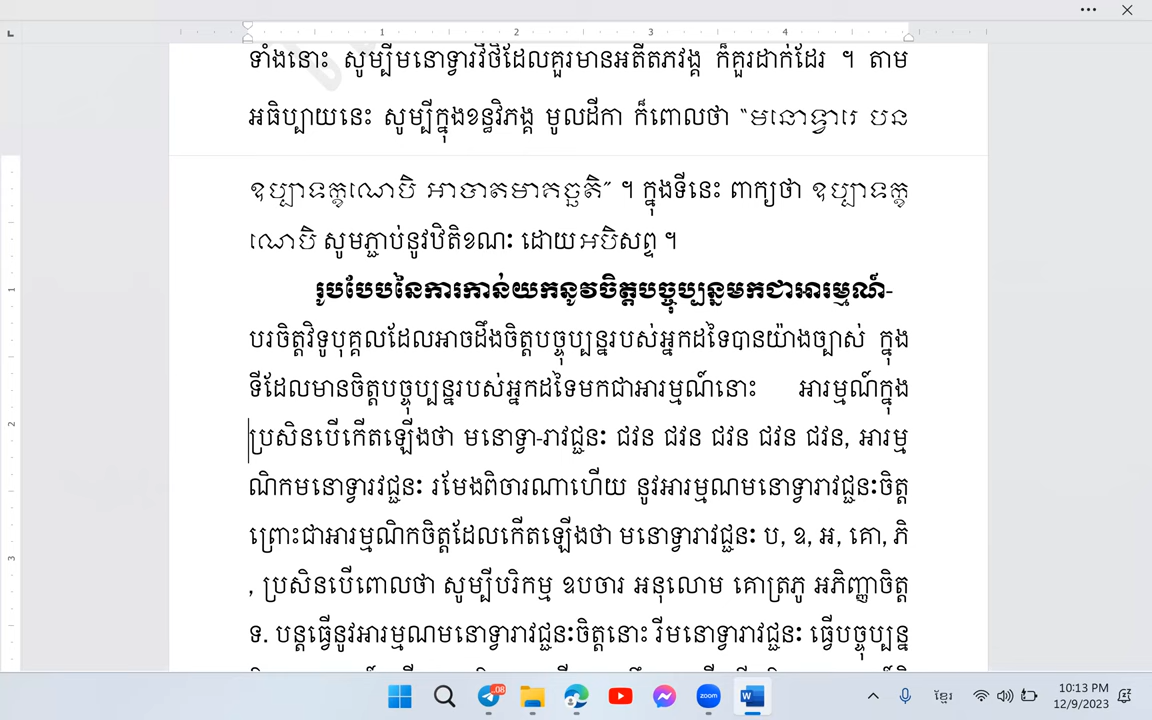 1 2 3 4
ទាំងនោះ សូម្បីមនោទ្វារវិថីដែលគួរមានអតីតភវង្គ ក៏គួរដាក់ដែរ ។ តាម
អធិប្បាយនេះ សូម្បីក្នុងខន្ធវិភង្គ មូលដីកា ក៏ពោលថា “មនោទ្វារេ បន
ឧប្បាទក្ខណេបិ អាបាតមាគច្ឆតិ” ។ ក្នុងទីនេះ ពាក្យថា ឧប្បាទក្ខ
ណេបិ សូមភ្ជាប់នូវឋិតិខណៈ ដោយអបិសព្ទ ។
រូបបែបនៃការកាន់យកនូវចិត្តបច្ចុប្បន្នមកជាអារម្មណ៍-
បរចិត្តវិទូបុគ្គលដែលអាចដឹងចិត្តបច្ចុប្បន្នរបស់អ្នកដទៃបានយ៉ាងច្បាស់ ក្នុង
ទីដែលមានចិត្តបច្ចុប្បន្នរបស់អ្នកដទៃមកជាអារម្មណ៍នោះ អារម្មណ៍ក្នុង
ប្រសិនបើកើតឡើងថា មនោទ្វា-រាវជ្ជនៈ ជវន ជវន ជវន ជវន ជវន, អារម្ម
ណិកមនោទ្វារវជ្ជនៈ រមែងពិចារណាហើយ នូវអារម្មណមនោទ្វារាវជ្ជនៈចិត្ត
ព្រោះជាអារម្មណិកចិត្តដែលកើតឡើងថា មនោទ្វារាវជ្ជនៈ ប, ឧ, អ, គោ, ភិ
, ប្រសិនបើពោលថា សូម្បីបរិកម្ម ឧបចារ អនុលោម គោត្រភូ អភិញ្ញាចិត្ត
ទ. បន្តធ្វើនូវអារម្មណមនោទ្វារាវជ្ជនៈចិត្តនោះ រីមនោទ្វារាវជ្ជនៈ ធ្វើបច្ចុប្បន្ន
1 2 3
.08
zoom
ខ្មែរ
10:13 PM
12/9/2023